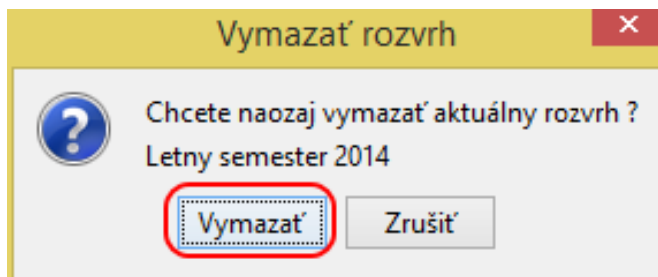 Vymazať rozvrh
Chcete naozaj vymazať aktuálny rozvrh ?
Letny semester 2014
Vymazať
Zrušiť